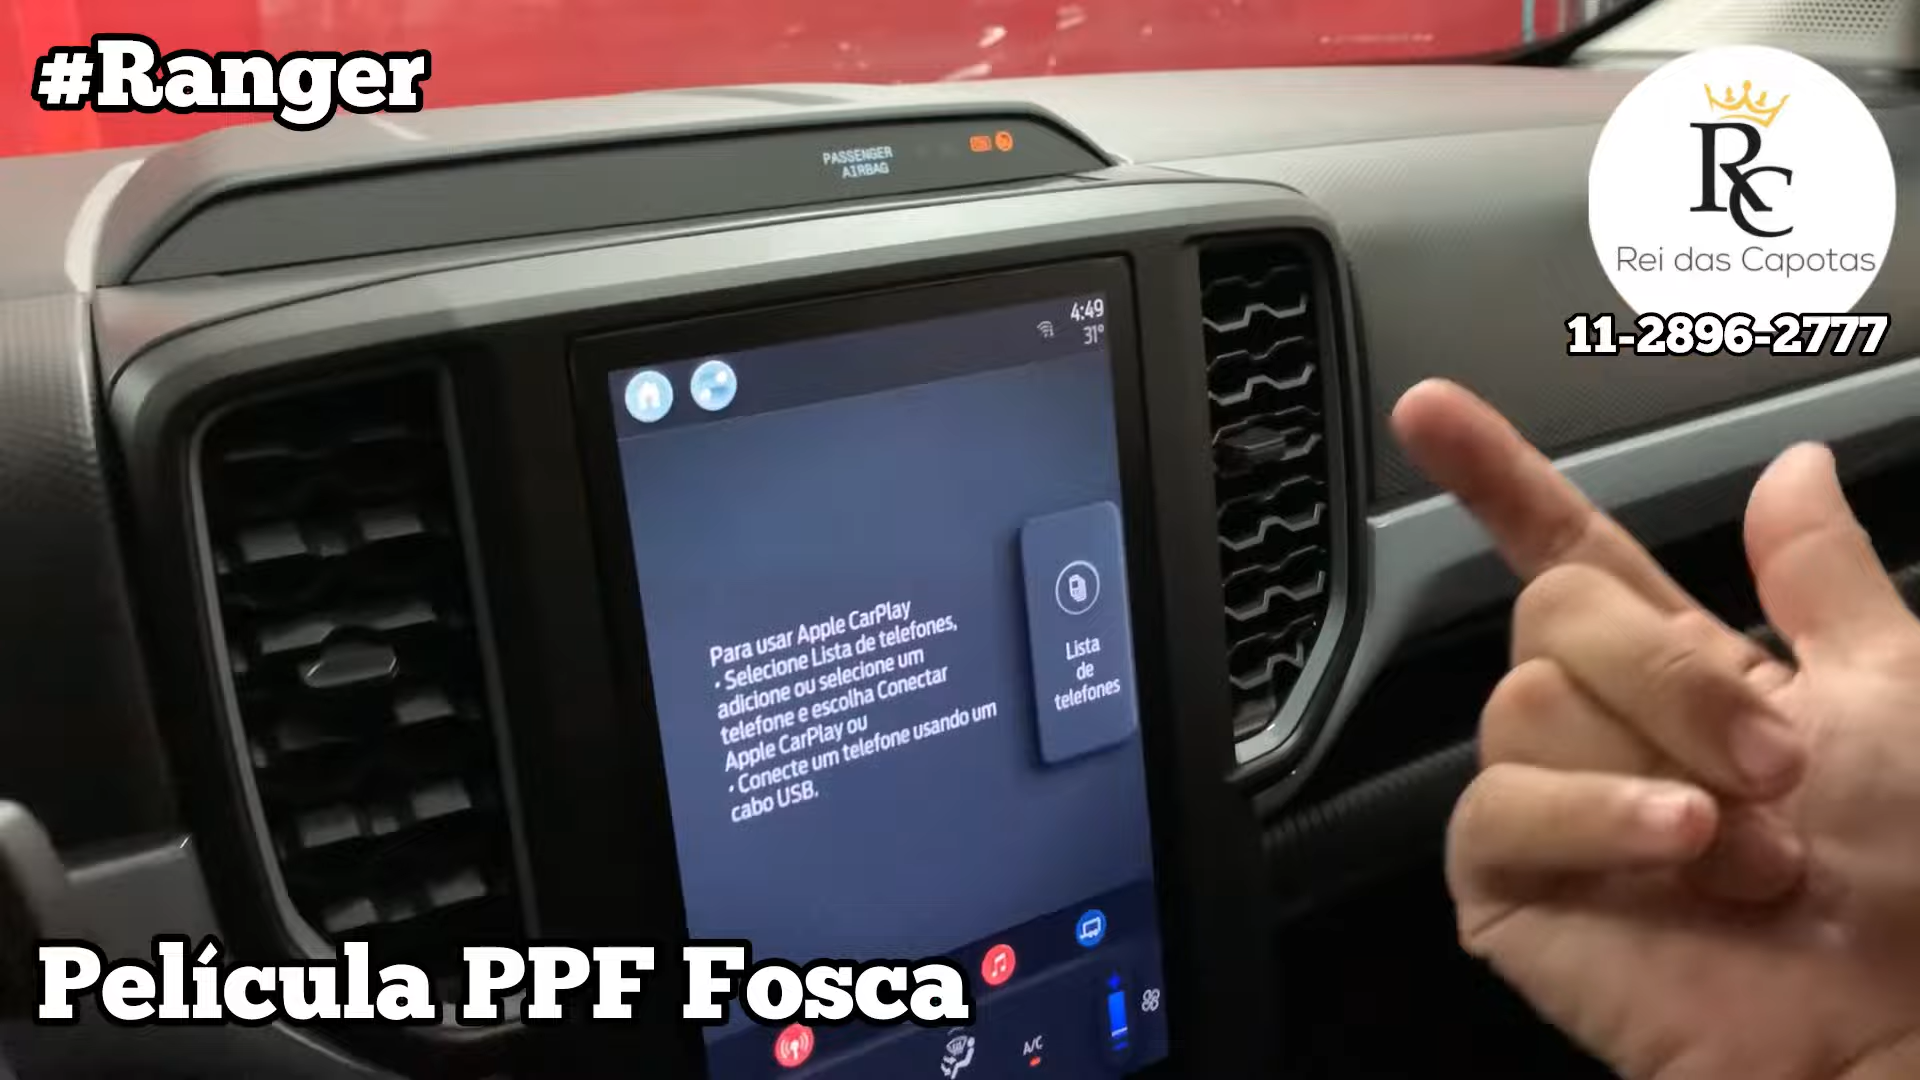 #Ranger
PASSENGER
AIRBAG
RC
Rei das Capotas
11-2896-2777
4:49
31°
Para usar Apple CarPlay
• Selecione Lista de telefones,
adicione ou selecione um
telefone e escolha Conectar
Apple CarPlay ou
• Conecte um telefone usando um
cabo USB.
Lista
de
telefones
Película PPF Fosca
A/C